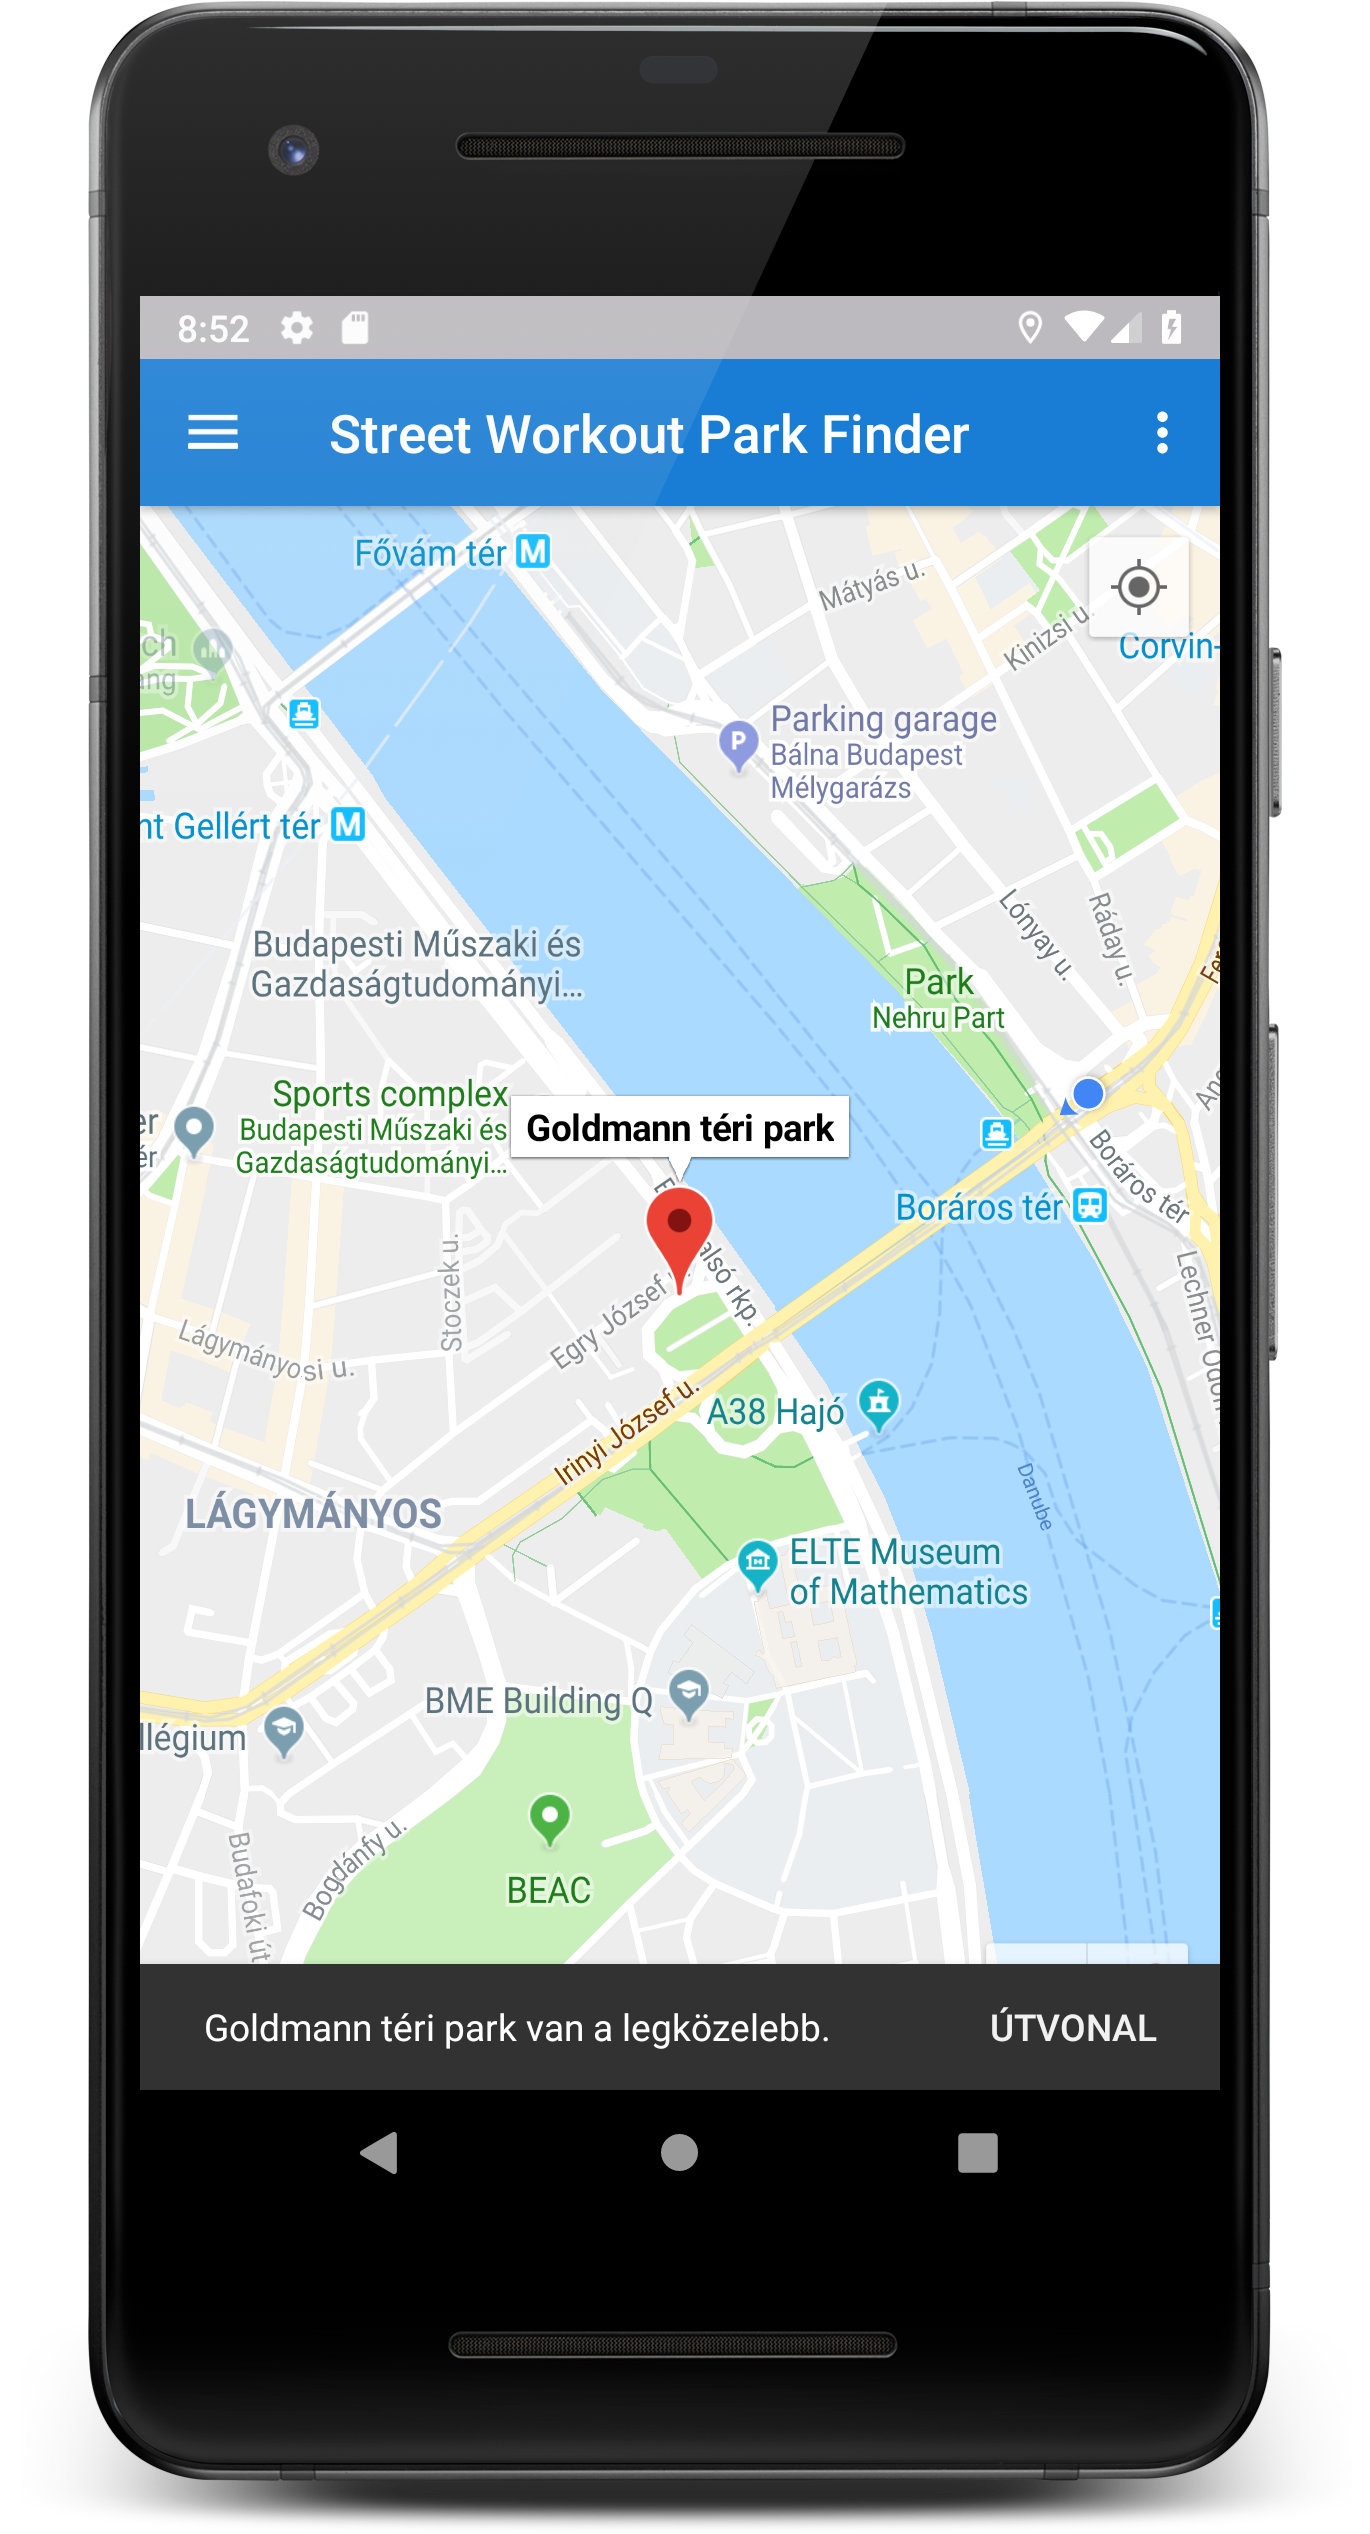 8:52
Street Workout Park Finder
Fővám tér M
Mátyás u.
Kinizsi u.
Corvin-
ch
ang
Parking garage
P
Bálna Budapest
Mélygarázs
nt Gellért tér M
Lónyay u.
Ráday u.
Budapesti Műszaki és
Gazdaságtudományi...
Park
Nehru Part
Sports complex
Budapesti Műszaki és
Gazdaságtudományi...
er
ér
Goldmann téri park
Boráros tér
Boráros tér
Stoczek u.
alsó rkp.
Egry József u.
Lechner Ödön
Lágymányosi u.
A38 Hajó
Irinyi József u.
Danube
LÁGYMÁNYOS
ELTE Museum
of Mathematics
BME Building Q
llégium
BEAC
Bogdánfy u.
Budafoki út
Goldmann téri park van a legközelebb.
ÚTVONAL